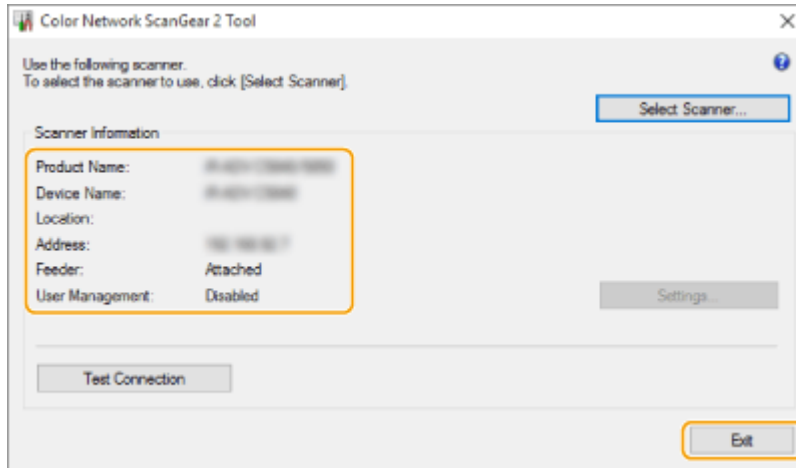 Color Network ScanGear 2 Tool
Use the following scanner.
To select the scanner to use, click [Select Scanner].
Select Scanner...
Scanner Information
Product Name:
Device Name:
Location:
Address:
Feeder: Attached
User Management: Disabled
Settings...
Test Connection
Exit